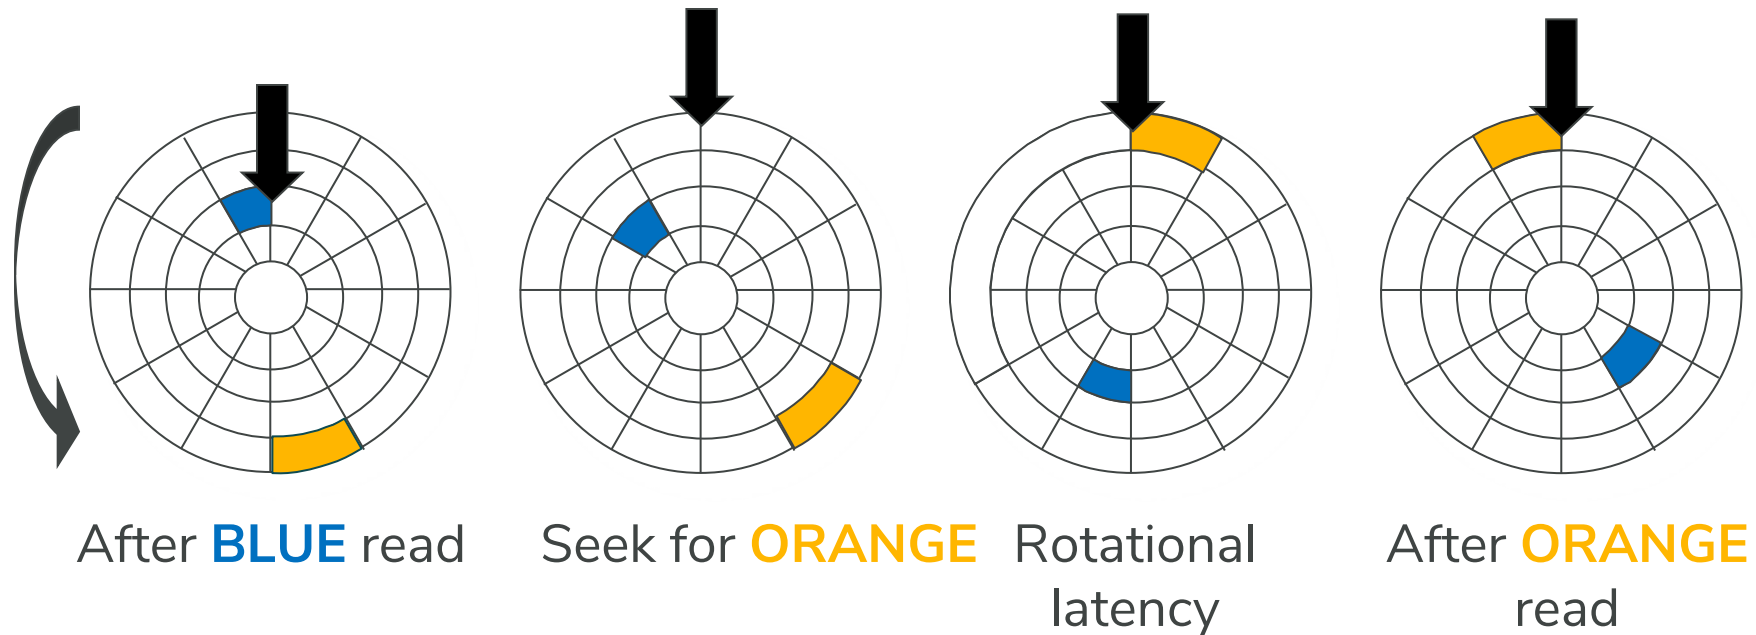 After BLUE read
Seek for ORANGE
Rotational
latency
After ORANGE
read